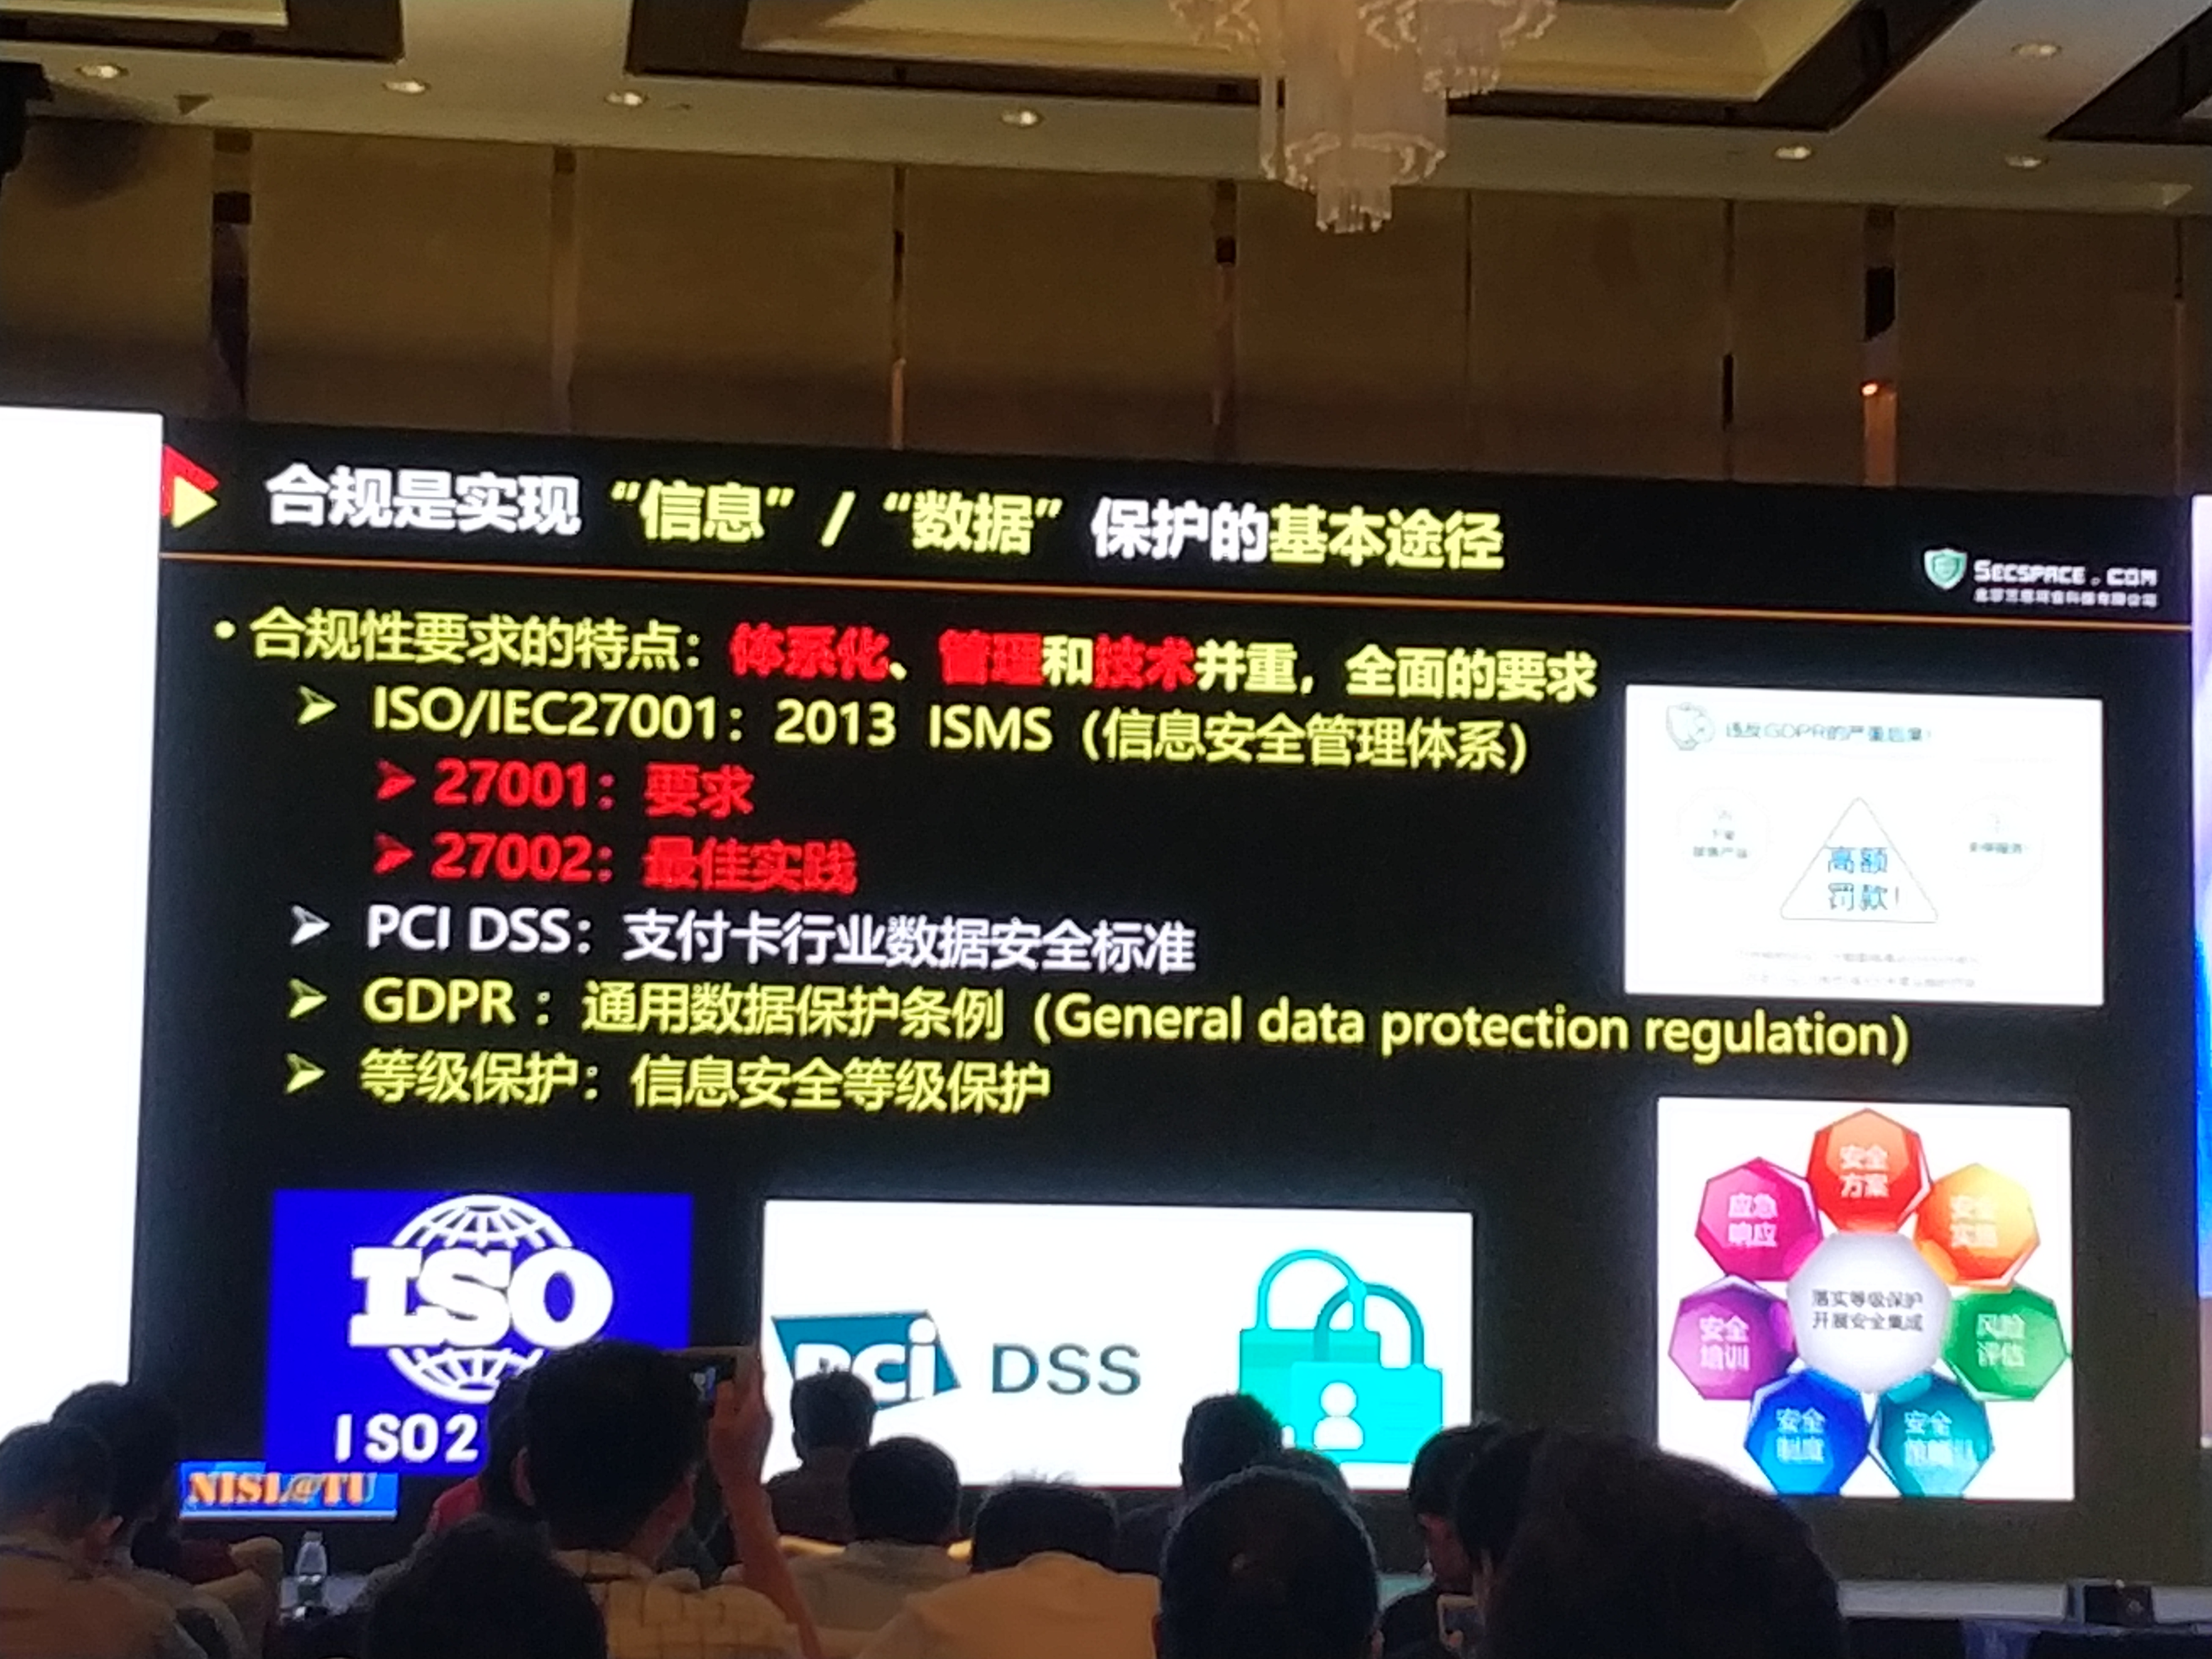 合规是实现 “信息” / “数据” 保护的基本途径
SECSPACE.COM
• 合规性要求的特点：体系化、管理和技术并重，全面的要求
ISO/IEC27001：2013 ISMS（信息安全管理体系）
27001：要求
27002：最佳实践
PCI DSS：支付卡行业数据安全标准
GDPR ：通用数据保护条例（General data protection regulation）
等级保护：信息安全等级保护
违反GDPR的严重后果!
高额
罚款!
ISO
ISO2
PCi DSS
安全
方案
应急
响应
安全
实施
落实等级保护
开展安全集成
安全
培训
风险
评估
安全
制度
安全
NISL@TU